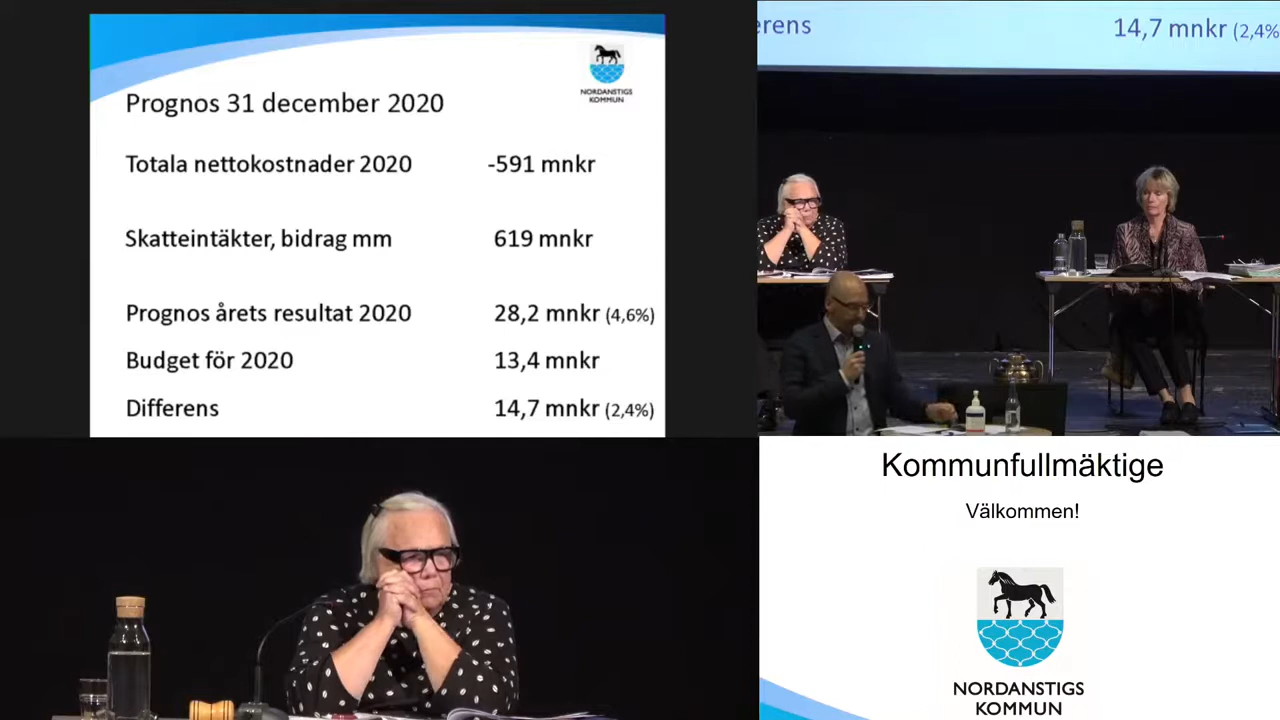 Prognos 31 december 2020
NORDANSTIGS
KOMMUN
Totala nettokostnader 2020 -591 mnkr
Skatteintäkter, bidrag mm 619 mnkr
Prognos årets resultat 2020 28,2 mnkr (4,6%)
Budget för 2020 13,4 mnkr
Differens 14,7 mnkr (2,4%)
erens 14,7 mnkr (2,4%
Kommunfullmäktige
Välkommen!
NORDANSTIGS
KOMMUN